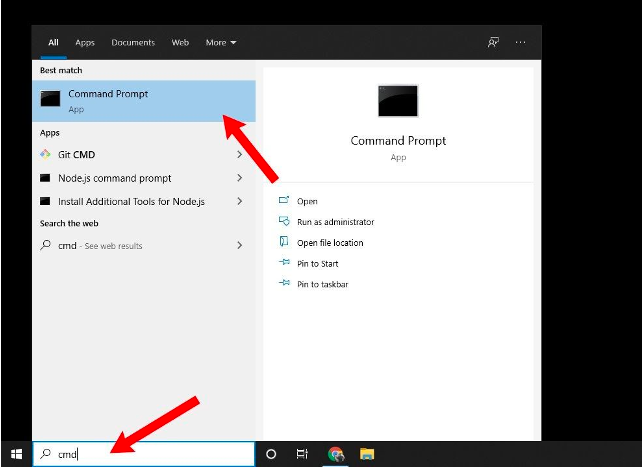 All Apps Documents Web More
Best match
Command Prompt
App
Apps
Git CMD
Node.js command prompt
Install Additional Tools for Node.js
Search the web
cmd - See web results
Command Prompt
App
Open
Run as administrator
Open file location
Pin to Start
Pin to taskbar
cmd